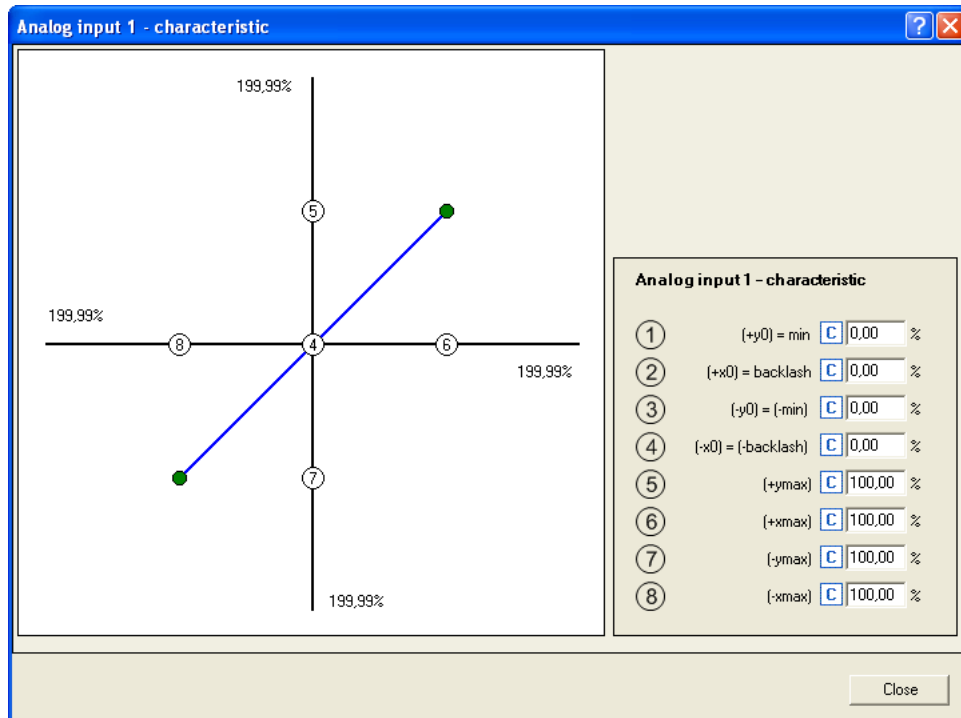 Analog input 1 - characteristic
199,99%
5
199,99%
8
4
6
199,99%
7
199,99%
Analog input 1 - characteristic
1 (+y0) = min C 0,00 %
2 (+x0) = backlash C 0,00 %
3 (-y0) = (-min) C 0,00 %
4 (-x0) = (-backlash) C 0,00 %
5 (+ymax) C 100,00 %
6 (+xmax) C 100,00 %
7 (-ymax) C 100,00 %
8 (-xmax) C 100,00 %
Close